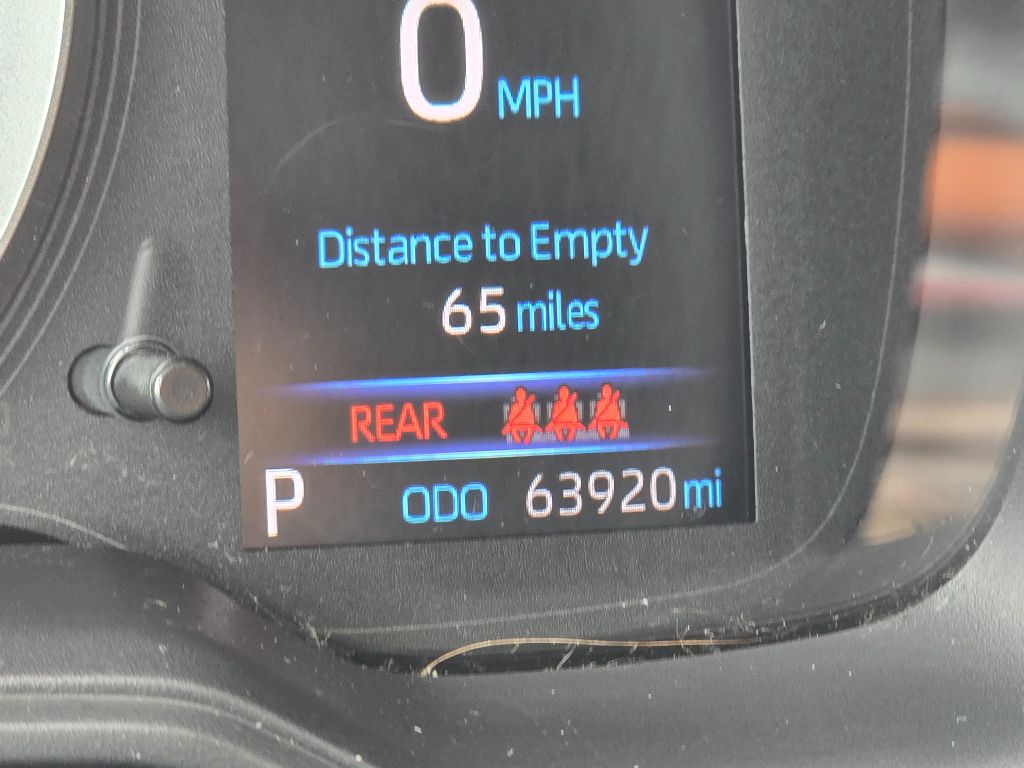 0 MPH
Distance to Empty
65 miles
REAR
P ODO 63920 mi